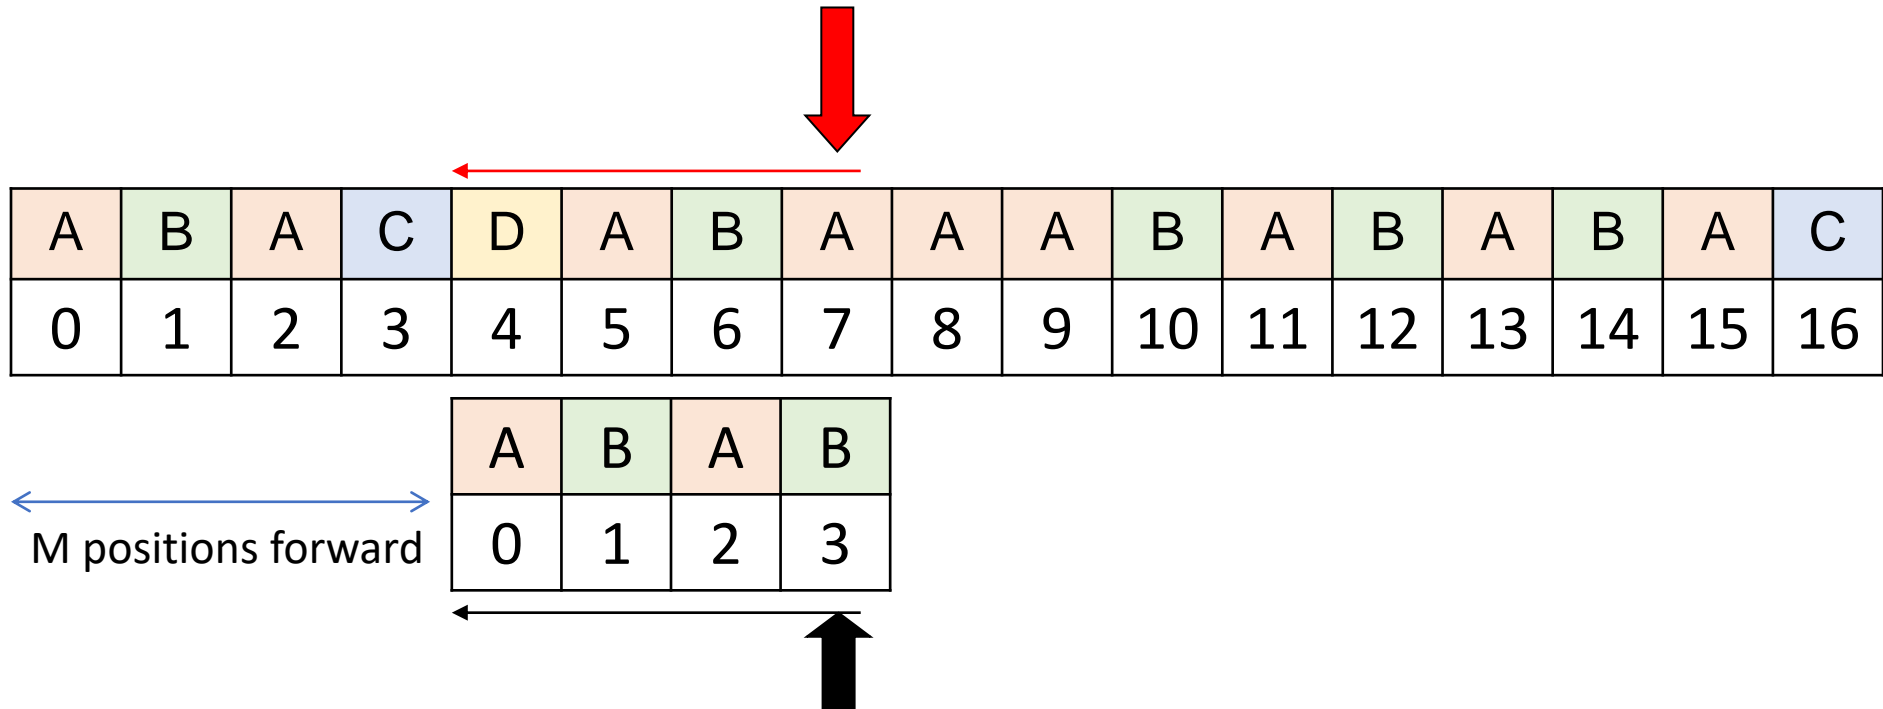 A B A C D A B A A A B A B A B A C
0 1 2 3 4 5 6 7 8 9 10 11 12 13 14 15 16
A B A B
M positions forward 0 1 2 3